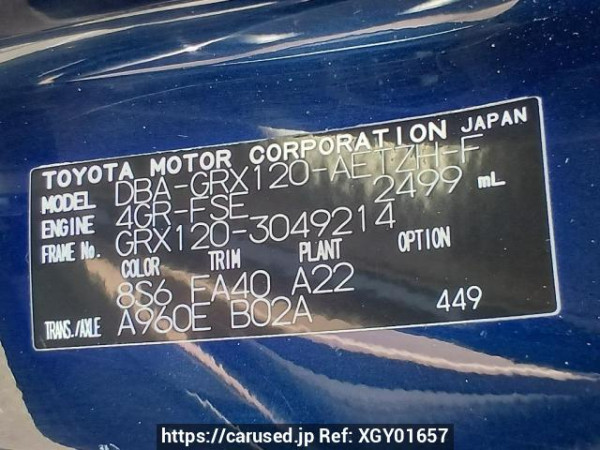 TOYOTA MOTOR CORPORATION JAPAN
MODEL DBA-GRX120-AETZH-F
ENGINE 4GR-FSE 2499 mL
FRAME No. GRX120-3049214
COLOR TRIM PLANT OPTION
8S6 FA40 A22
TRANS./AXLE A960E B02A 449
https://carused.jp Ref: XGY01657